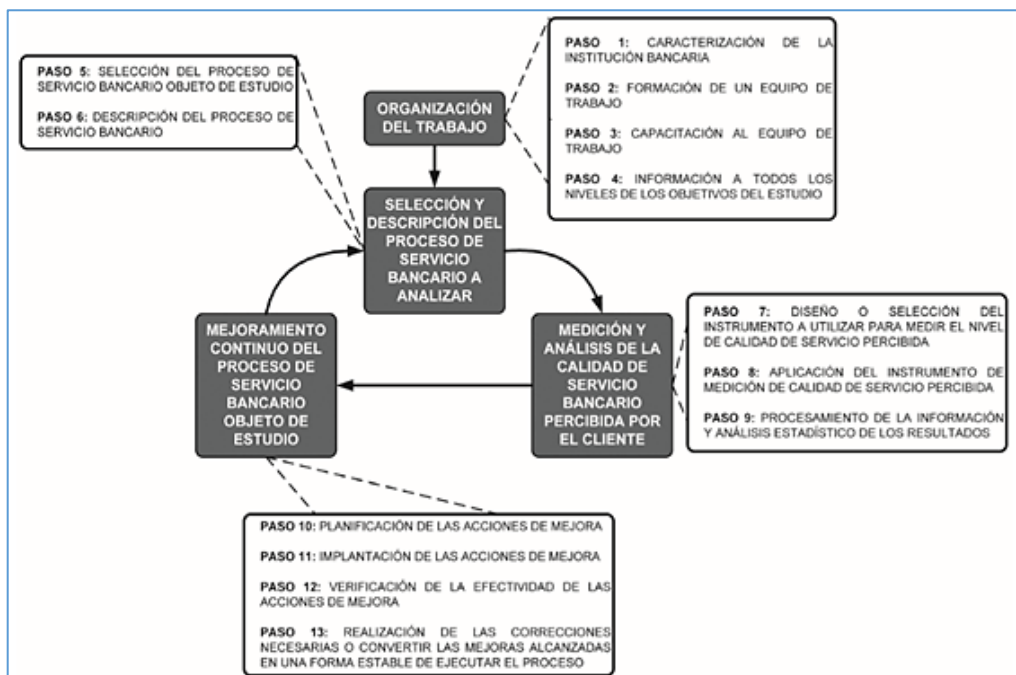 ORGANIZACIÓN
DEL TRABAJO
PASO 1: CARACTERIZACIÓN DE LA
INSTITUCIÓN BANCARIA
PASO 2: FORMACIÓN DE UN EQUIPO DE
TRABAJO
PASO 3: CAPACITACIÓN AL EQUIPO DE
TRABAJO
PASO 4: INFORMACIÓN A TODOS LOS
NIVELES DE LOS OBJETIVOS DEL ESTUDIO
PASO 5: SELECCIÓN DEL PROCESO DE
SERVICIO BANCARIO OBJETO DE ESTUDIO
PASO 6: DESCRIPCIÓN DEL PROCESO DE
SERVICIO BANCARIO
SELECCIÓN Y
DESCRIPCIÓN DEL
PROCESO DE
SERVICIO
BANCARIO A
ANALIZAR
MEDICIÓN Y
ANÁLISIS DE LA
CALIDAD DE
SERVICIO
BANCARIO
PERCIBIDA POR
EL CLIENTE
PASO 7: DISEÑO O SELECCIÓN DEL
INSTRUMENTO A UTILIZAR PARA MEDIR EL NIVEL
DE CALIDAD DE SERVICIO PERCIBIDA
PASO 8: APLICACIÓN DEL INSTRUMENTO DE
MEDICIÓN DE CALIDAD DE SERVICIO PERCIBIDA
PASO 9: PROCESAMIENTO DE LA INFORMACIÓN
Y ANÁLISIS ESTADÍSTICO DE LOS RESULTADOS
MEJORAMIENTO
CONTINUO DEL
PROCESO DE
SERVICIO
BANCARIO
OBJETO DE
ESTUDIO
PASO 10: PLANIFICACIÓN DE LAS ACCIONES DE MEJORA
PASO 11: IMPLANTACIÓN DE LAS ACCIONES DE MEJORA
PASO 12: VERIFICACIÓN DE LA EFECTIVIDAD DE LAS
ACCIONES DE MEJORA
PASO 13: REALIZACIÓN DE LAS CORRECCIONES
NECESARIAS O CONVERTIR LAS MEJORAS ALCANZADAS
EN UNA FORMA ESTABLE DE EJECUTAR EL PROCESO